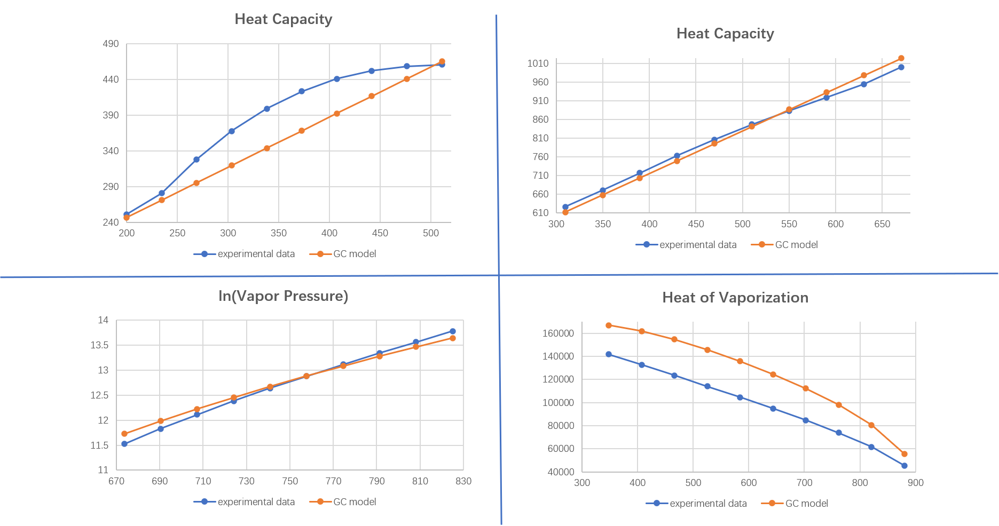 Heat Capacity
490
440
390
340
290
240
200 250 300 350 400 450 500
experimental data GC model
Heat Capacity
1010
960
910
860
810
760
710
660
610
300 350 400 450 500 550 600 650
experimental data GC model
ln(Vapor Pressure)
14
13.5
13
12.5
12
11.5
11
670 690 710 730 750 770 790 810 830
experimental data GC model
Heat of Vaporization
160000
140000
120000
100000
80000
60000
40000
300 400 500 600 700 800 900
experimental data GC model